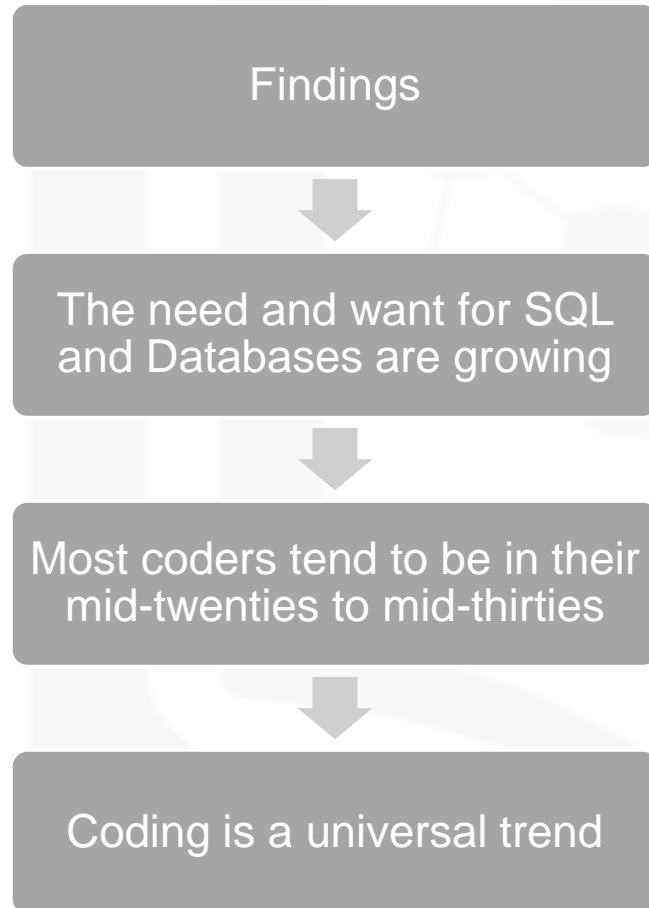 Findings
The need and want for SQL
and Databases are growing
Most coders tend to be in their
mid-twenties to mid-thirties
Coding is a universal trend